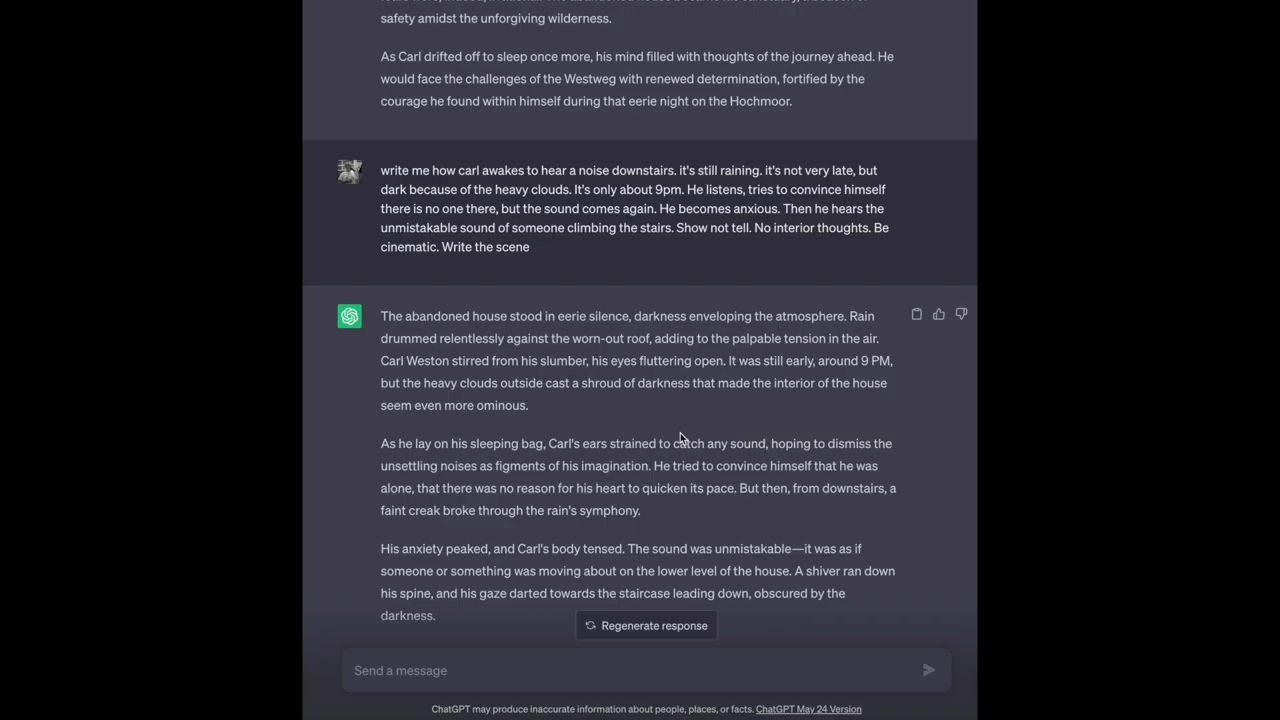 safety amidst the unforgiving wilderness.
As Carl drifted off to sleep once more, his mind filled with thoughts of the journey ahead. He
would face the challenges of the Westweg with renewed determination, fortified by the
courage he found within himself during that eerie night on the Hochmoor.
write me how carl awakes to hear a noise downstairs. it's still raining. it's not very late, but
dark because of the heavy clouds. It's only about 9pm. He listens, tries to convince himself
there is no one there, but the sound comes again. He becomes anxious. Then he hears the
unmistakable sound of someone climbing the stairs. Show not tell. No interior thoughts. Be
cinematic. Write the scene
The abandoned house stood in eerie silence, darkness enveloping the atmosphere. Rain
drummed relentlessly against the worn-out roof, adding to the palpable tension in the air.
Carl Weston stirred from his slumber, his eyes fluttering open. It was still early, around 9 PM,
but the heavy clouds outside cast a shroud of darkness that made the interior of the house
seem even more ominous.
As he lay on his sleeping bag, Carl's ears strained to catch any sound, hoping to dismiss the
unsettling noises as figments of his imagination. He tried to convince himself that he was
alone, that there was no reason for his heart to quicken its pace. But then, from downstairs, a
faint creak broke through the rain's symphony.
His anxiety peaked, and Carl's body tensed. The sound was unmistakable—it was as if
someone or something was moving about on the lower level of the house. A shiver ran down
his spine, and his gaze darted towards the staircase leading down, obscured by the
darkness.
Regenerate response
Send a message
ChatGPT may produce inaccurate information about people, places, or facts. ChatGPT May 24 Version